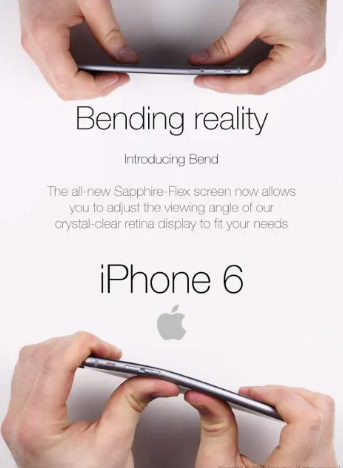 Bending reality
Introducing Bend
The all-new Sapphire-Flex screen now allows
you to adjust the viewing angle of our
crystal-clear retina display to fit your needs
iPhone 6